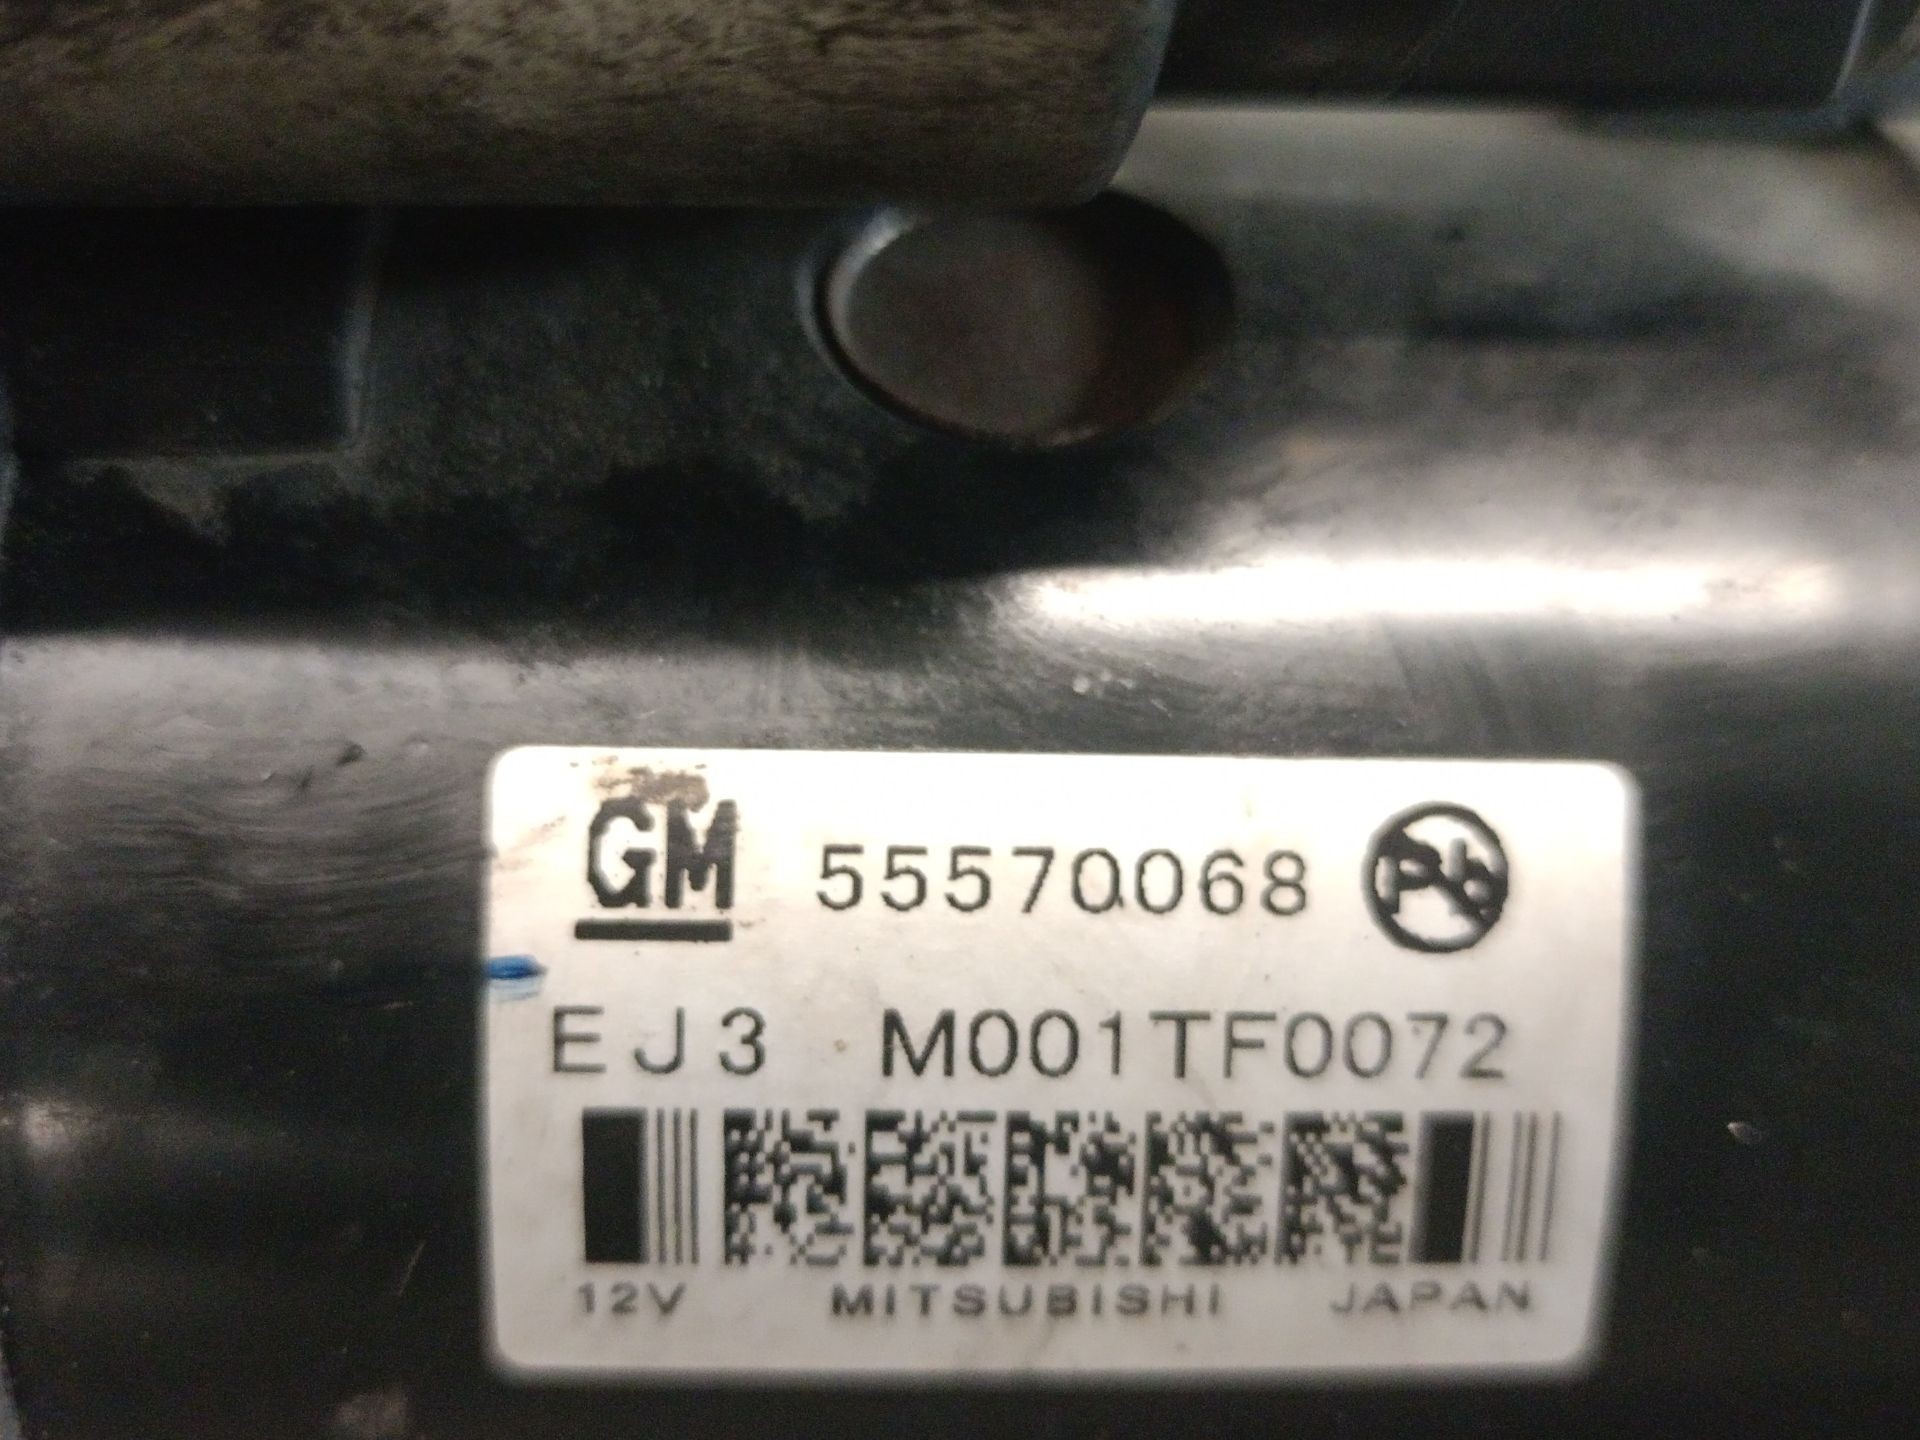 GM 55570068 Pb
EJ3 M001TF0072
12V MITSUBISHI JAPAN